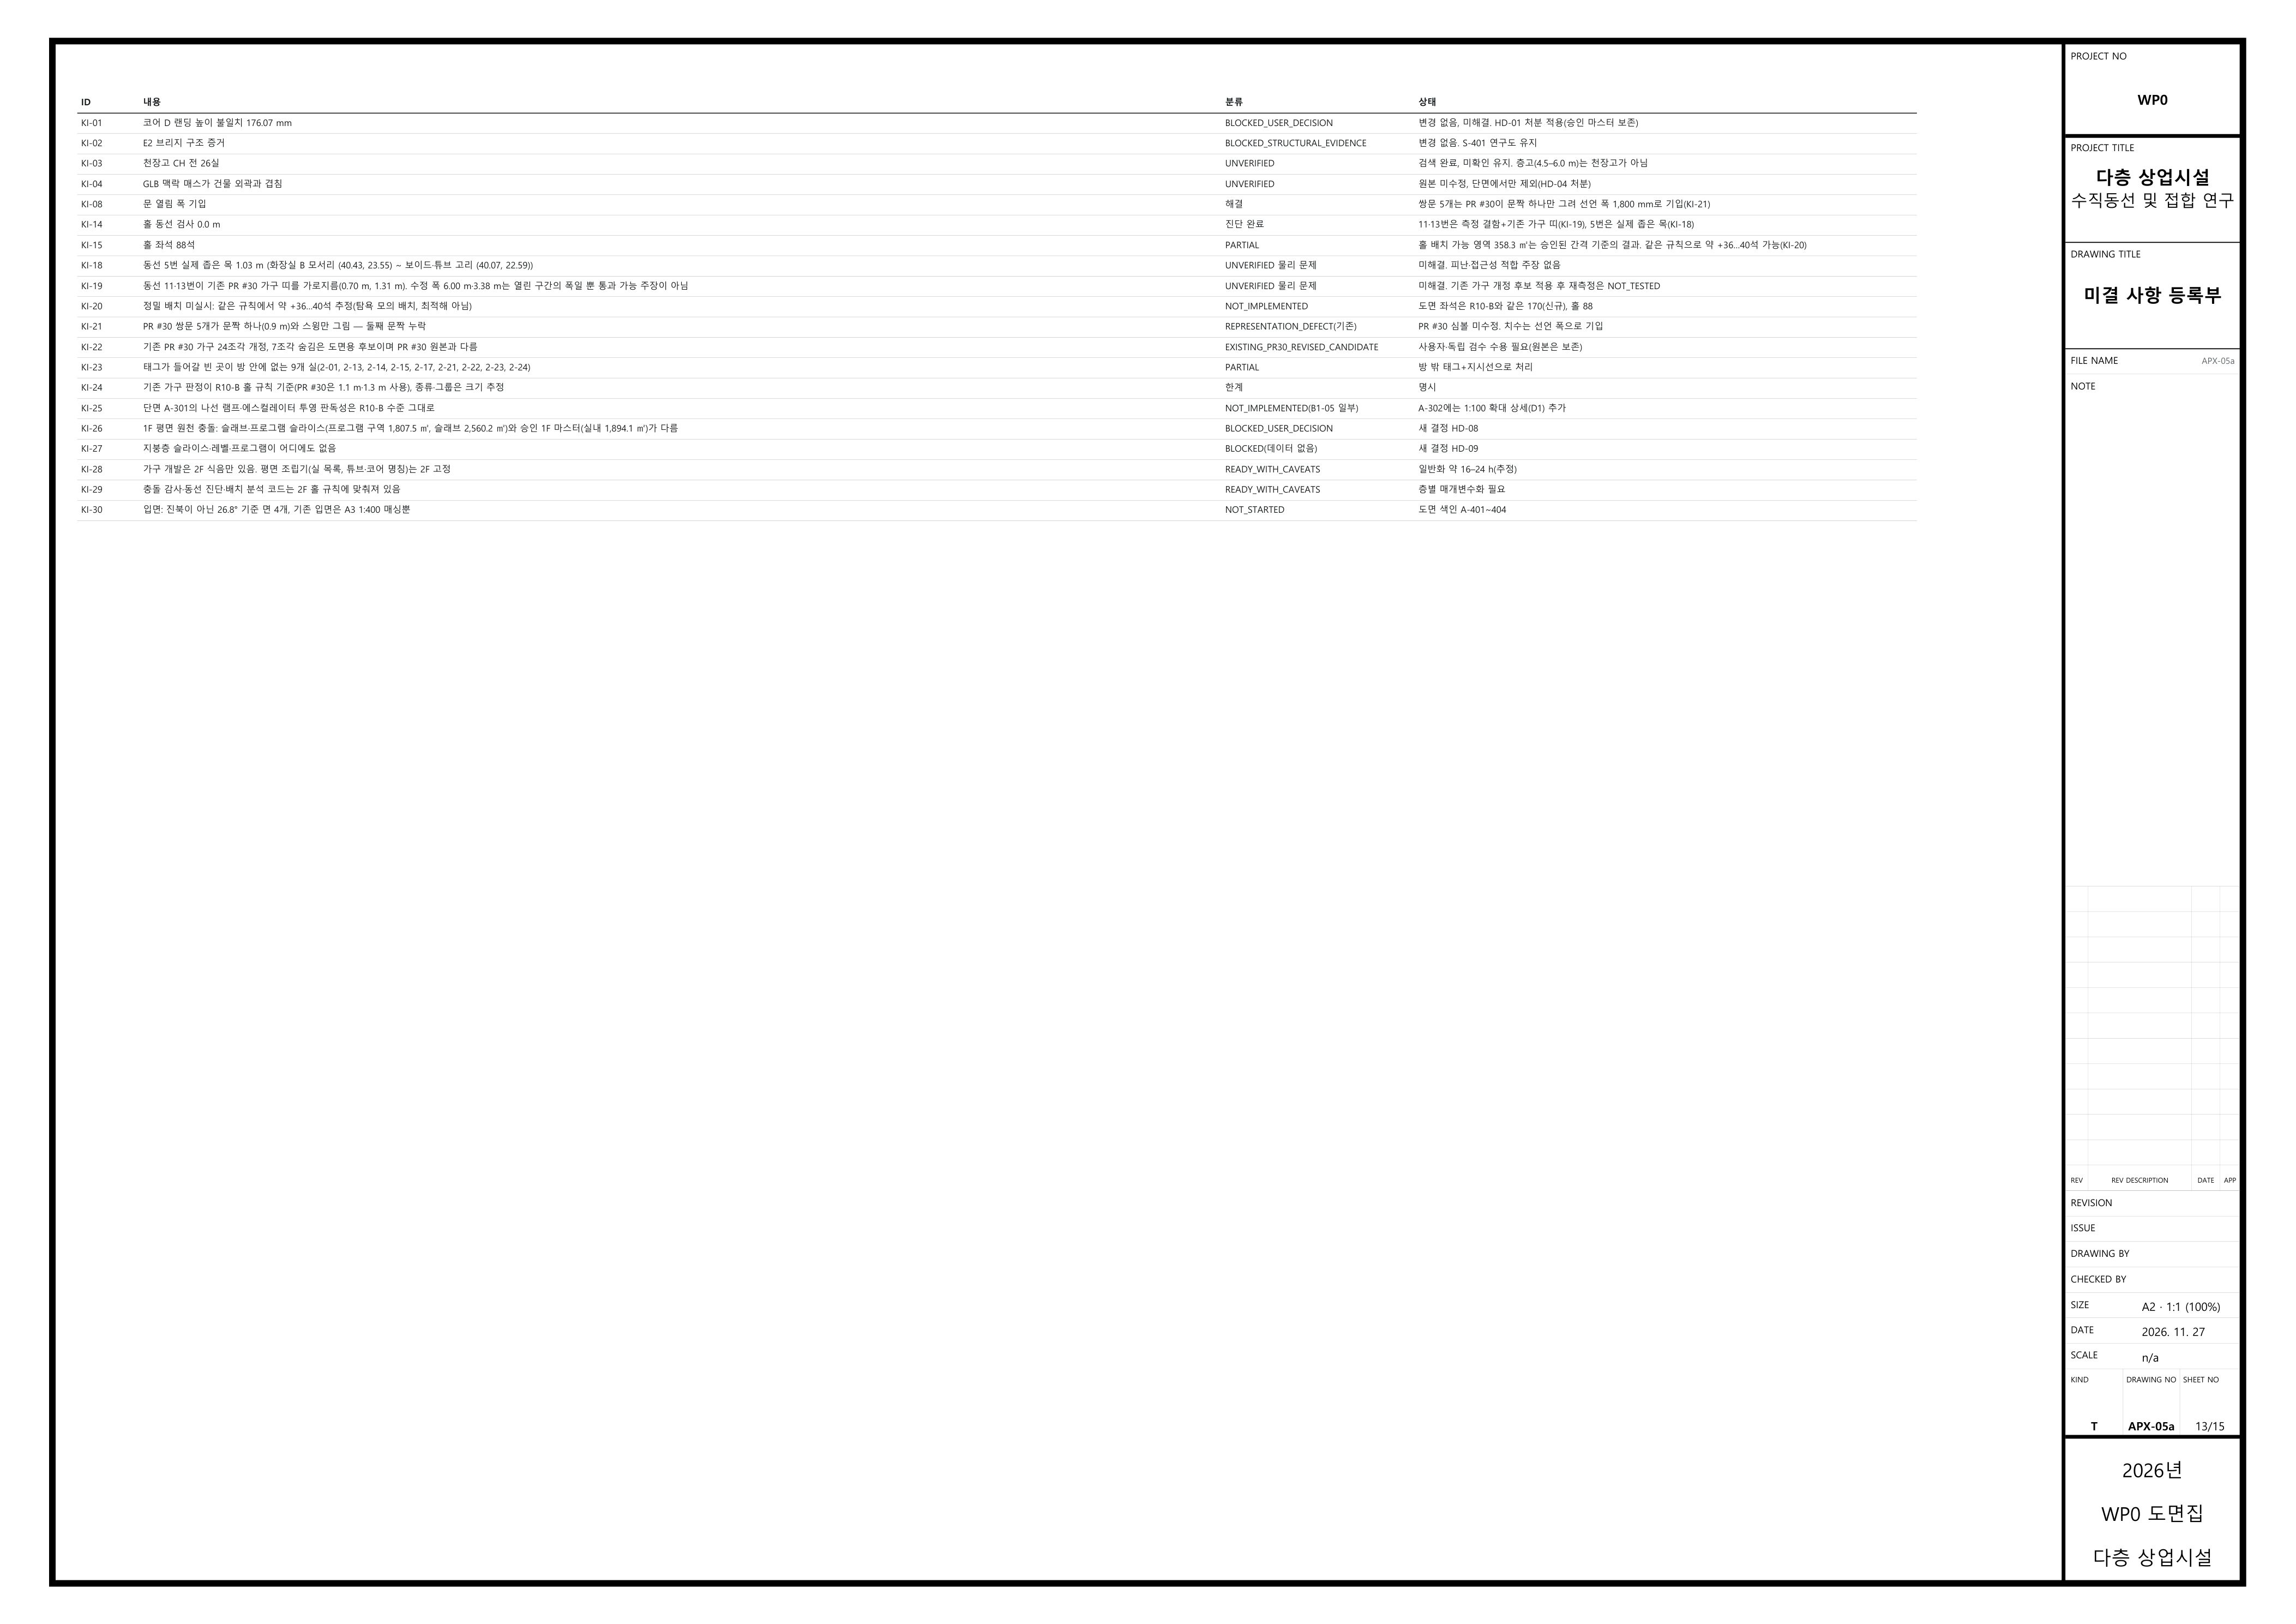 ID 내용 분류 상태
KI-01 코어 D 랜딩 높이 불일치 176.07 mm BLOCKED_USER_DECISION 변경 없음, 미해결. HD-01 처분 적용(승인 마스터 보존)
KI-02 E2 브리지 구조 증거 BLOCKED_STRUCTURAL_EVIDENCE 변경 없음. S-401 연구도 유지
KI-03 천장고 CH 전 26실 UNVERIFIED 검색 완료, 미확인 유지. 층고(4.5–6.0 m)는 천장고가 아님
KI-04 GLB 맥락 매스가 건물 외곽과 겹침 UNVERIFIED 원본 미수정, 단면에서만 제외(HD-04 처분)
KI-08 문 열림 폭 기입 해결 쌍문 5개는 PR #30이 문짝 하나만 그려 선언 폭 1,800 mm로 기입(KI-21)
KI-14 홀 동선 검사 0.0 m 진단 완료 11·13번은 측정 결함+기존 가구 띠(KI-19), 5번은 실제 좁은 목(KI-18)
KI-15 홀 좌석 88석 PARTIAL 홀 배치 가능 영역 358.3 ㎡는 승인된 간격 기준의 결과. 같은 규칙으로 약 +36…40석 가능(KI-20)
KI-18 동선 5번 실제 좁은 목 1.03 m (화장실 B 모서리 (40.43, 23.55) ~ 보이드·튜브 고리 (40.07, 22.59)) UNVERIFIED 물리 문제 미해결. 피난·접근성 적합 주장 없음
KI-19 동선 11·13번이 기존 PR #30 가구 띠를 가로지름(0.70 m, 1.31 m). 수정 폭 6.00 m·3.38 m는 열린 구간의 폭일 뿐 통과 가능 주장이 아님 UNVERIFIED 물리 문제 미해결. 기존 가구 개정 후보 적용 후 재측정은 NOT_TESTED
KI-20 정밀 배치 미실시: 같은 규칙에서 약 +36…40석 추정(탐욕 모의 배치, 최적해 아님) NOT_IMPLEMENTED 도면 좌석은 R10-B와 같은 170(신규), 홀 88
KI-21 PR #30 쌍문 5개가 문짝 하나(0.9 m)와 스윙만 그림 — 둘째 문짝 누락 REPRESENTATION_DEFECT(기존) PR #30 심볼 미수정. 치수는 선언 폭으로 기입
KI-22 기존 PR #30 가구 24조각 개정, 7조각 숨김은 도면용 후보이며 PR #30 원본과 다름 EXISTING_PR30_REVISED_CANDIDATE 사용자·독립 검수 수용 필요(원본은 보존)
KI-23 태그가 들어갈 빈 곳이 방 안에 없는 9개 실(2-01, 2-13, 2-14, 2-15, 2-17, 2-21, 2-22, 2-23, 2-24) PARTIAL 방 밖 태그+지시선으로 처리
KI-24 기존 가구 판정이 R10-B 홀 규칙 기준(PR #30은 1.1 m·1.3 m 사용), 종류·그룹은 크기 추정 한계 명시
KI-25 단면 A-301의 나선 램프·에스컬레이터 투영 판독성은 R10-B 수준 그대로 NOT_IMPLEMENTED(B1-05 일부) A-302에는 1:100 확대 상세(D1) 추가
KI-26 1F 평면 원천 충돌: 슬래브·프로그램 슬라이스(프로그램 구역 1,807.5 ㎡, 슬래브 2,560.2 ㎡)와 승인 1F 마스터(실내 1,894.1 ㎡)가 다름 BLOCKED_USER_DECISION 새 결정 HD-08
KI-27 지붕층 슬라이스·레벨·프로그램이 어디에도 없음 BLOCKED(데이터 없음) 새 결정 HD-09
KI-28 가구 개발은 2F 식음만 있음. 평면 조립기(실 목록, 튜브·코어 명칭)는 2F 고정 READY_WITH_CAVEATS 일반화 약 16–24 h(추정)
KI-29 충돌 감사·동선 진단·배치 분석 코드는 2F 홀 규칙에 맞춰져 있음 READY_WITH_CAVEATS 층별 매개변수화 필요
KI-30 입면: 진북이 아닌 26.8° 기준 면 4개, 기존 입면은 A3 1:400 매싱뿐 NOT_STARTED 도면 색인 A-401~404
PROJECT NO
WP0
PROJECT TITLE
다층 상업시설
수직동선 및 접합 연구
DRAWING TITLE
미결 사항 등록부
FILE NAME APX-05a
NOTE
REV REV DESCRIPTION DATE APP
REVISION
ISSUE
DRAWING BY
CHECKED BY
SIZE A2 · 1:1 (100%)
DATE 2026. 11. 27
SCALE n/a
KIND DRAWING NO SHEET NO
T APX-05a 13/15
2026년
WP0 도면집
다층 상업시설